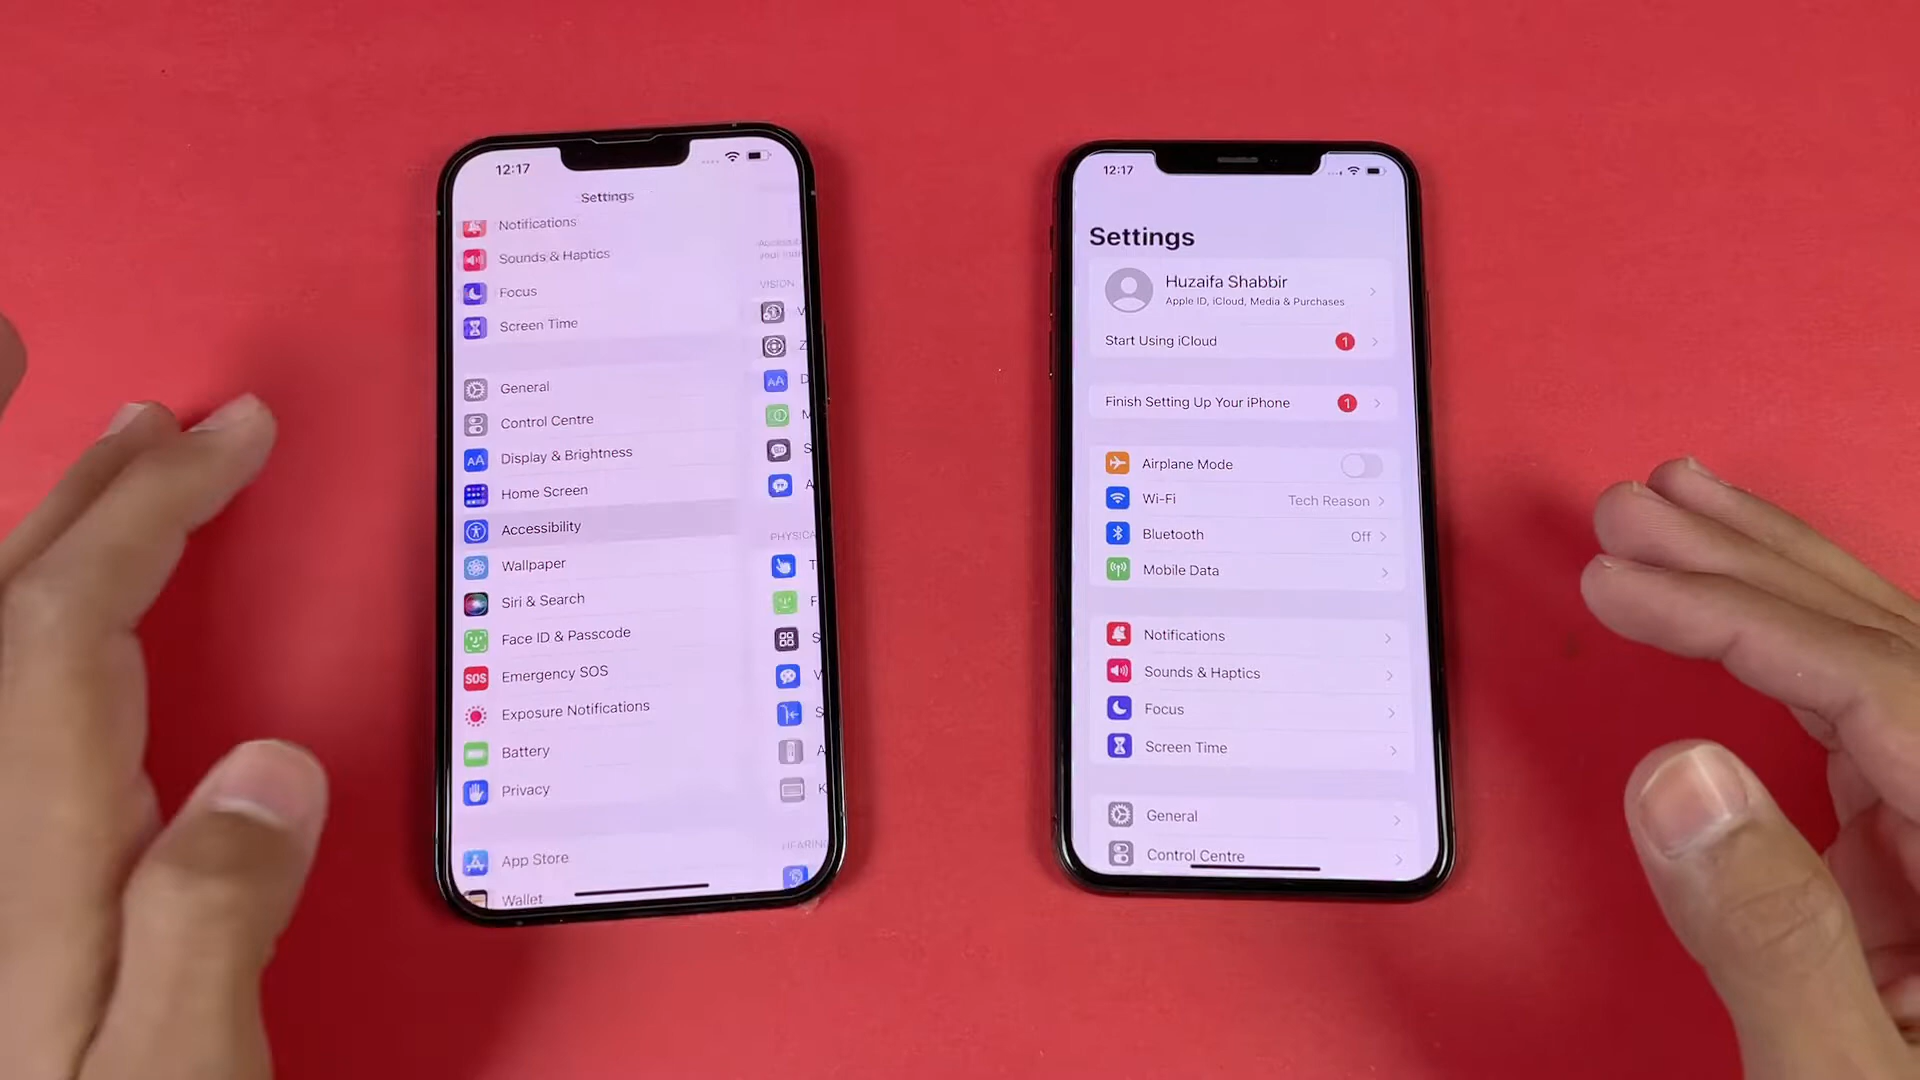 12:17
Settings
Notifications
Sounds & Haptics
Focus
Screen Time
General
Control Centre
Display & Brightness
Home Screen
Accessibility
Wallpaper
Siri & Search
Face ID & Passcode
SOS
Emergency SOS
Exposure Notifications
Battery
Privacy
App Store
Wallet
VISION
AA
AA
12:17
Settings
Huzaifa Shabbir
Apple ID, iCloud, Media & Purchases
Start Using iCloud
1
Finish Setting Up Your iPhone
1
Airplane Mode
Wi-Fi
Tech Reason
Bluetooth
Off
Mobile Data
Notifications
Sounds & Haptics
Focus
Screen Time
General
Control Centre